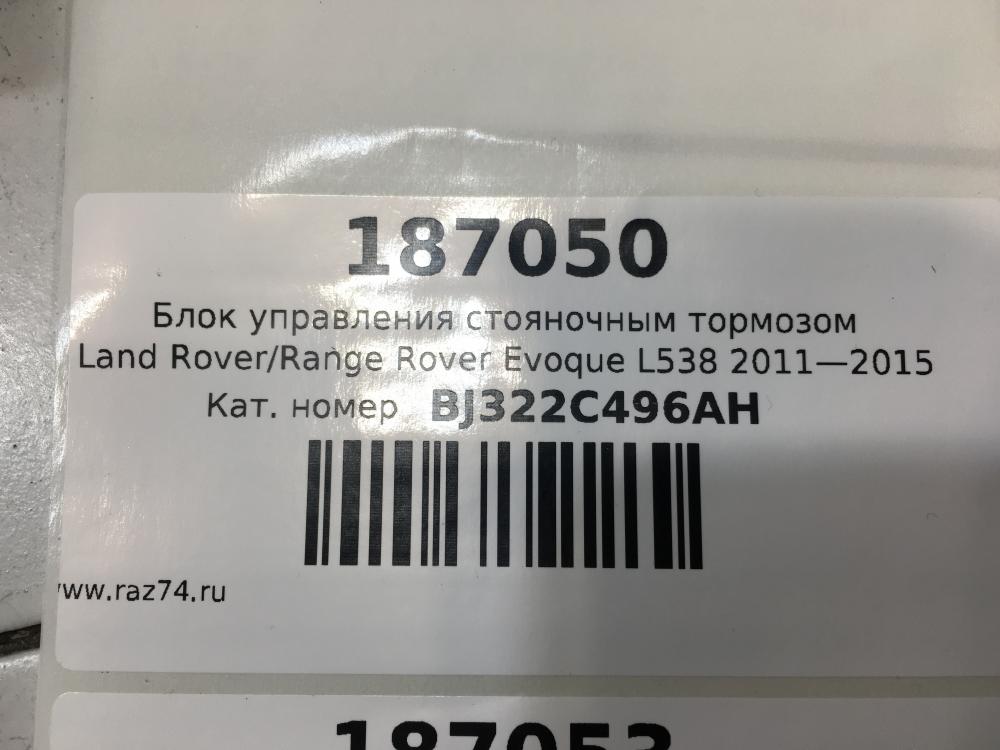 187050
Блок управления стояночным тормозом
Land Rover/Range Rover Evoque L538 2011—2015
Кат. номер BJ322C496AH
www.raz74.ru
187053